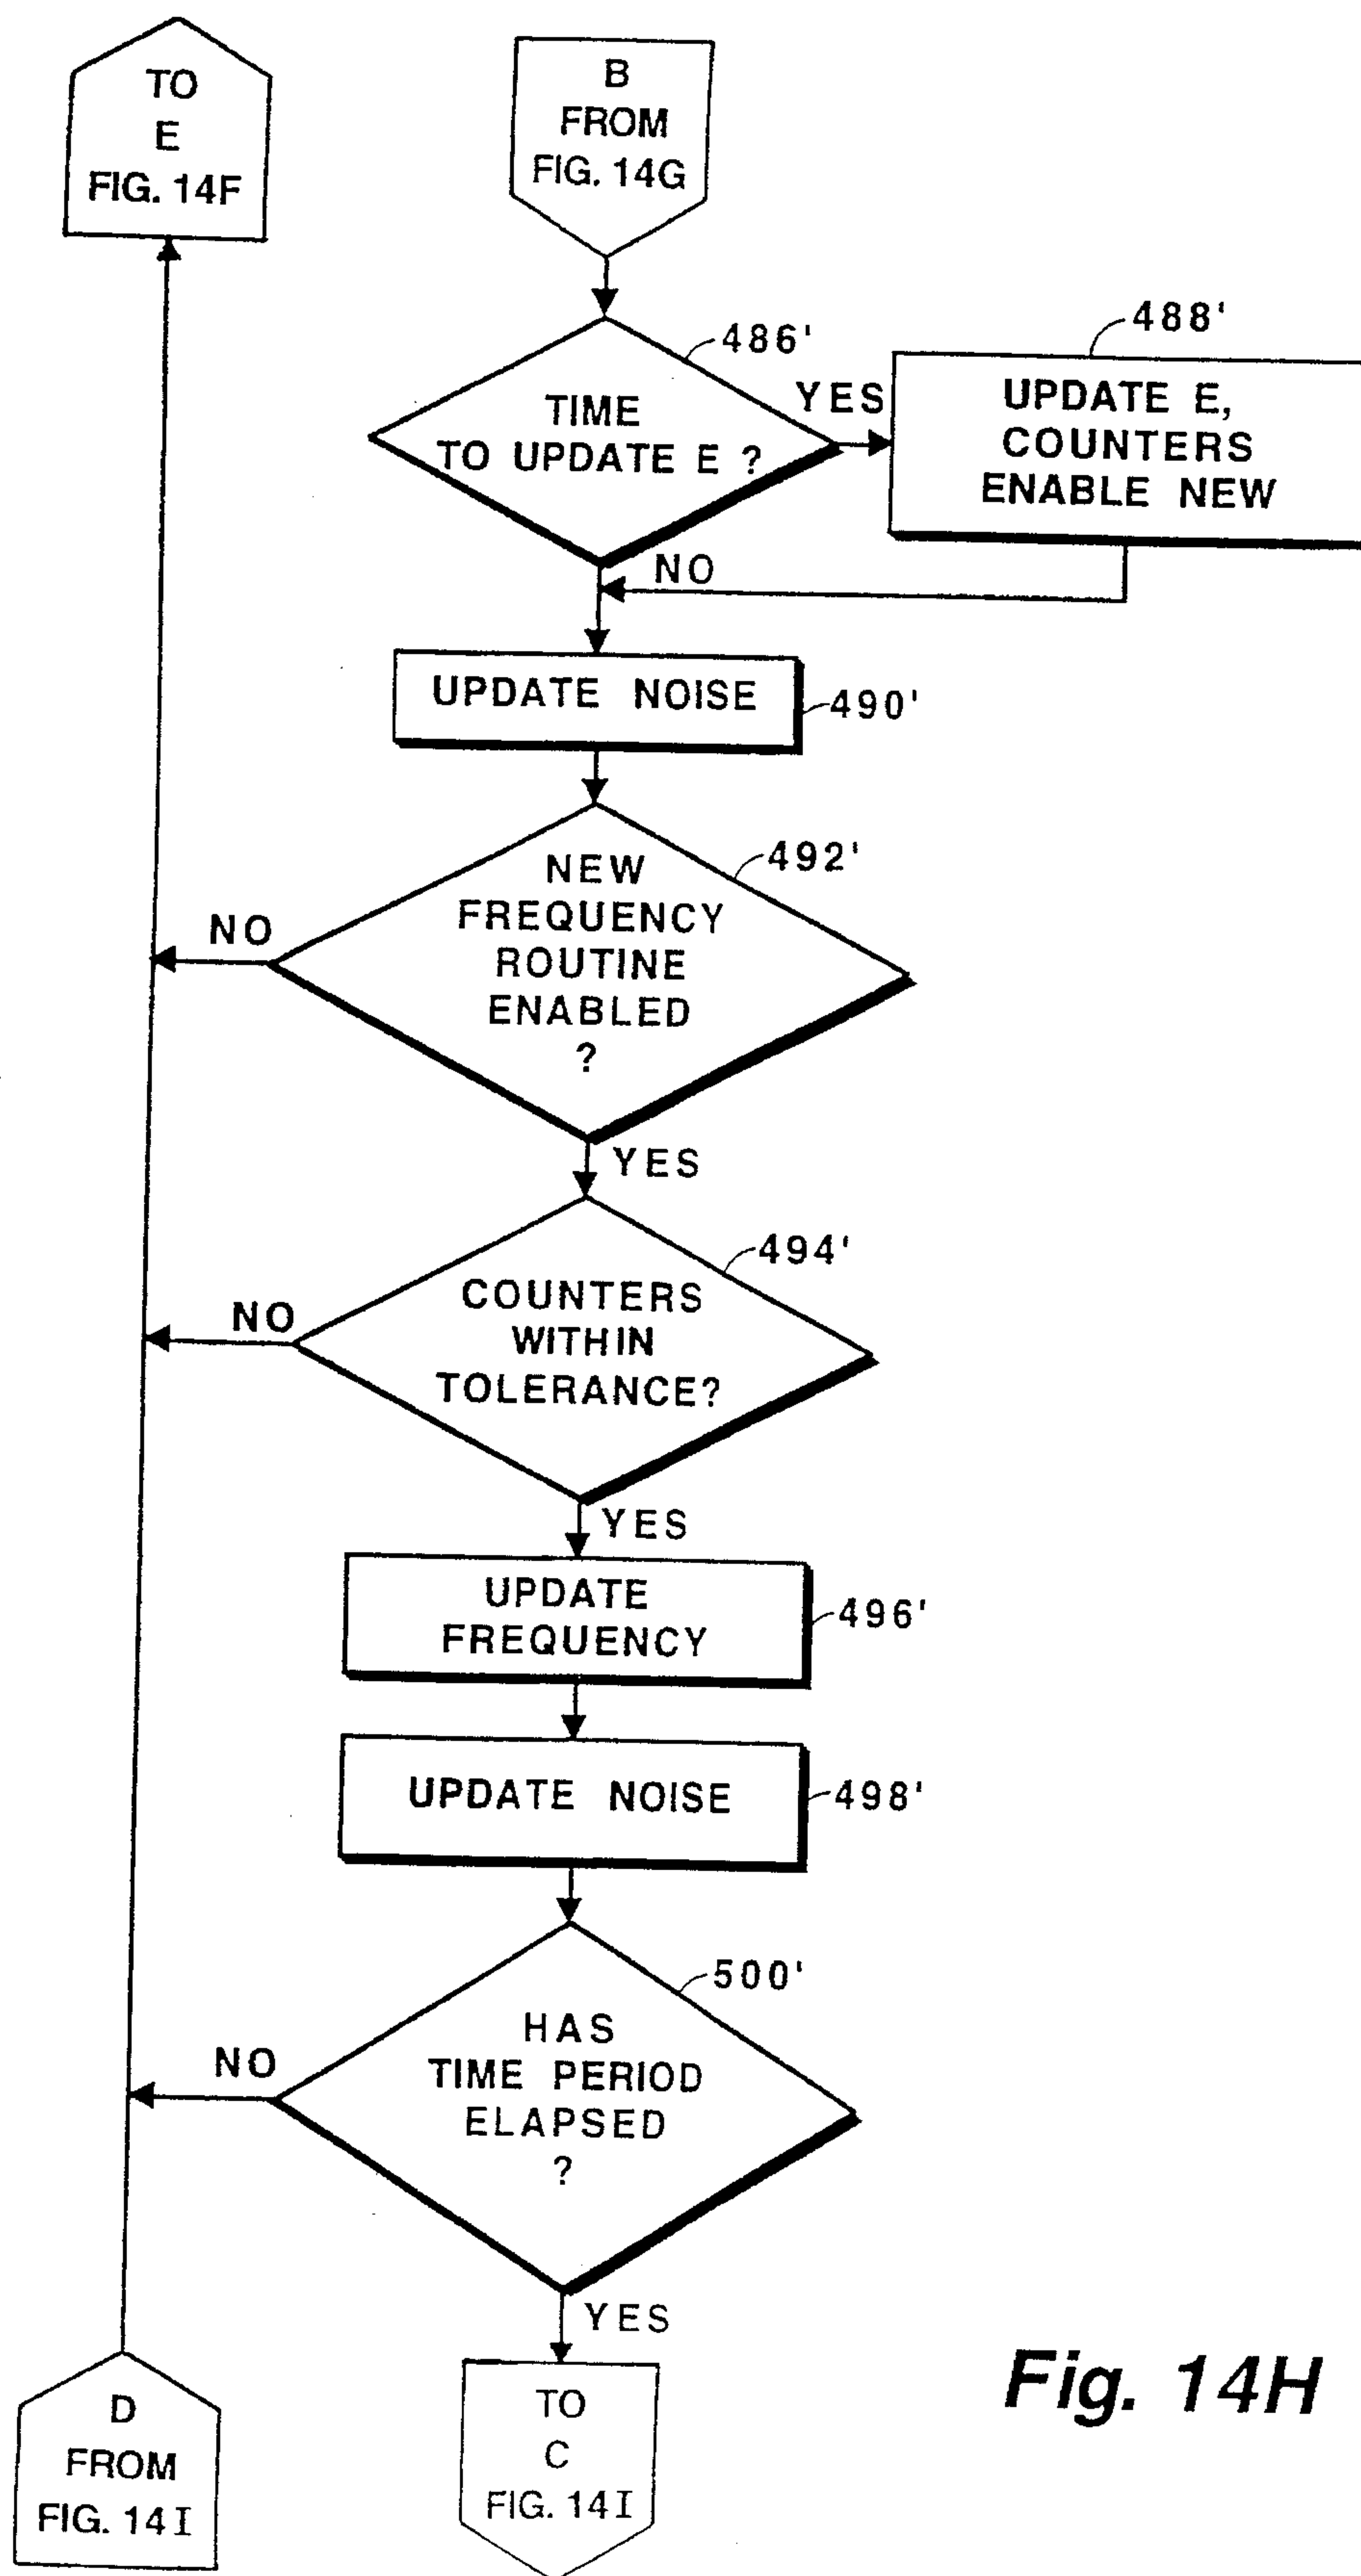 TO
E
FIG. 14F
B
FROM
FIG. 14G
486'
TIME
TO UPDATE E ?
YES
488'
UPDATE E,
COUNTERS
ENABLE NEW
NO
UPDATE NOISE
490'
492'
NEW
FREQUENCY
ROUTINE
ENABLED
?
NO
YES
494'
COUNTERS
WITHIN
TOLERANCE?
NO
YES
UPDATE
FREQUENCY
496'
UPDATE NOISE
498'
500'
HAS
TIME PERIOD
ELAPSED
?
NO
YES
D
FROM
FIG. 14I
TO
C
FIG. 14I
Fig. 14H